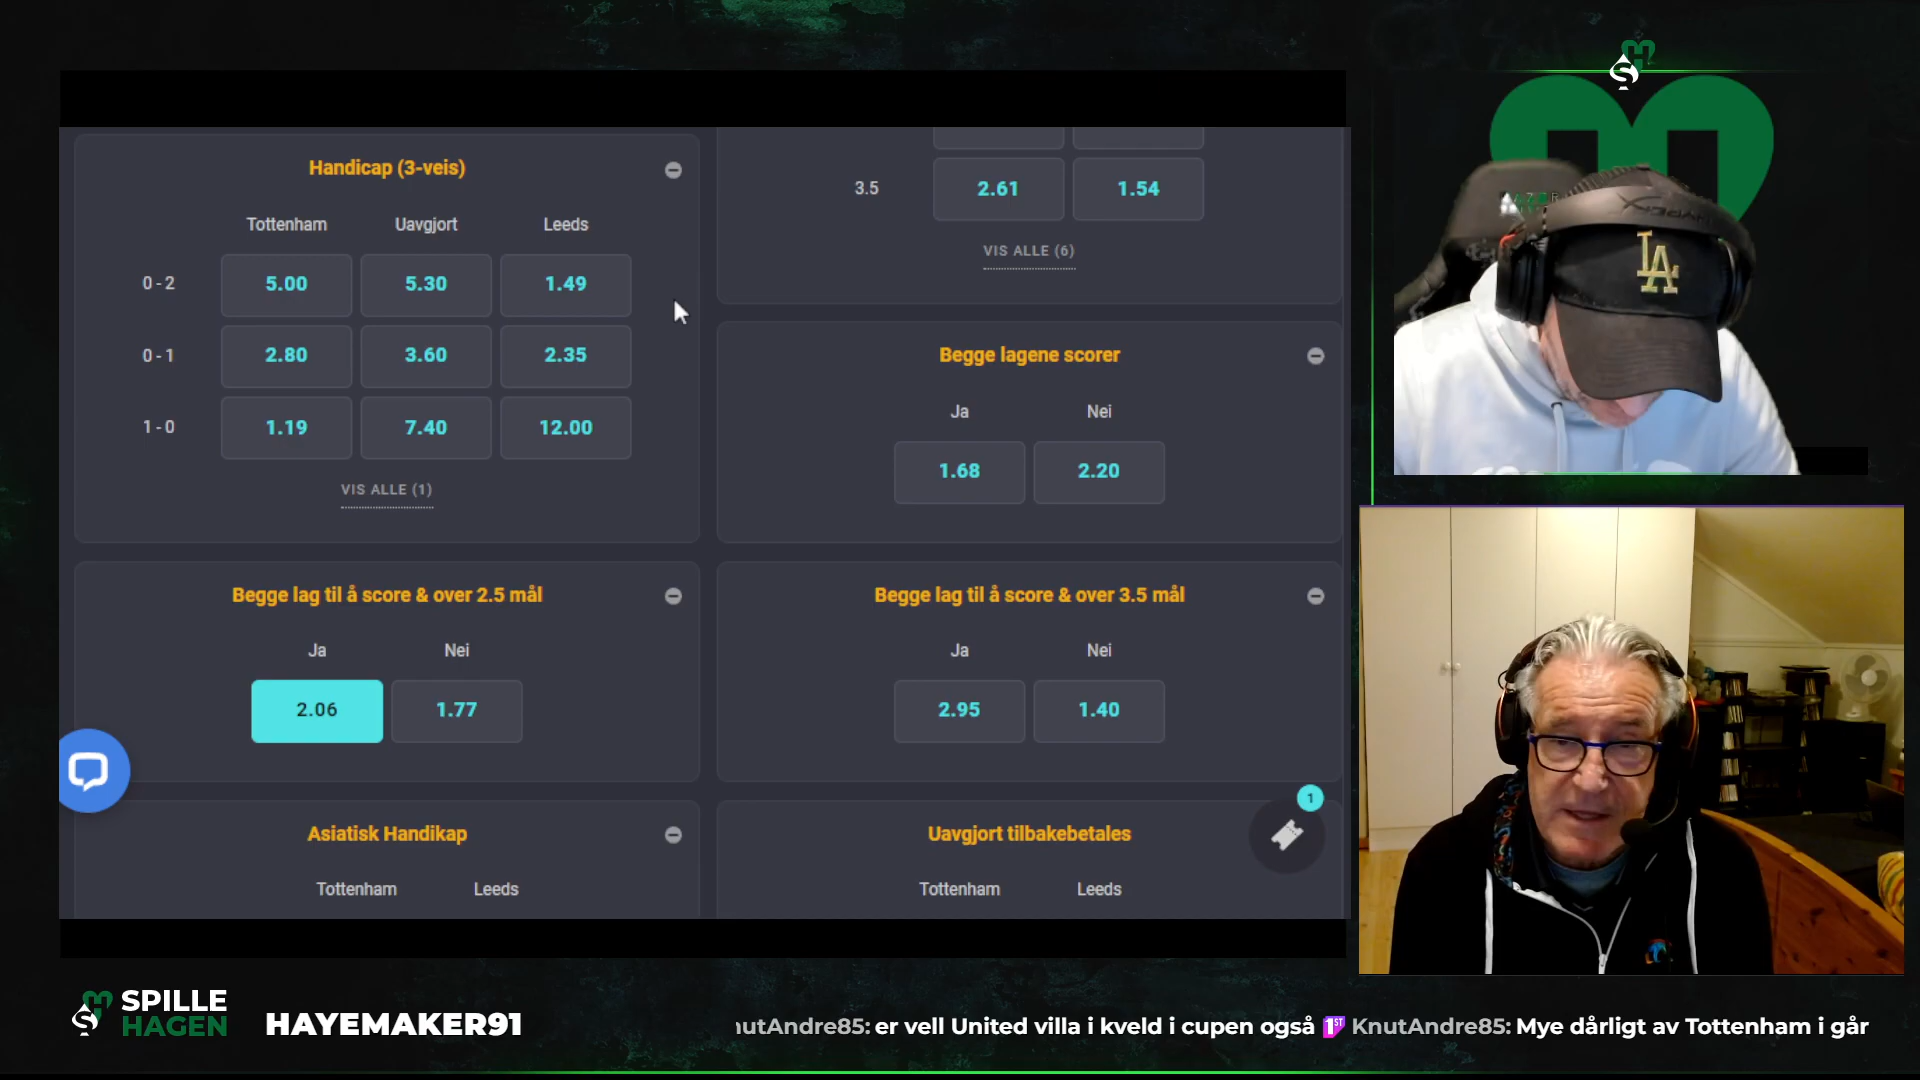 Handicap (3-veis)
Tottenham Uavgjort Leeds
0 - 2 5.00 5.30 1.49
0 - 1 2.80 3.60 2.35
1 - 0 1.19 7.40 12.00
VIS ALLE (1)
3.5 2.61 1.54
VIS ALLE (6)
Begge lagene scorer
Ja Nei
1.68 2.20
Begge lag til å score & over 2.5 mål
Ja Nei
2.06 1.77
Begge lag til å score & over 3.5 mål
Ja Nei
2.95 1.40
Asiatisk Handikap
Tottenham Leeds
Uavgjort tilbakebetales
Tottenham Leeds
1
LA
SPILLE
HAGEN
HAYEMAKER91
nutAndre85: er vell United villa i kveld i cupen også 1ST KnutAndre85: Mye dårligt av Tottenham i går